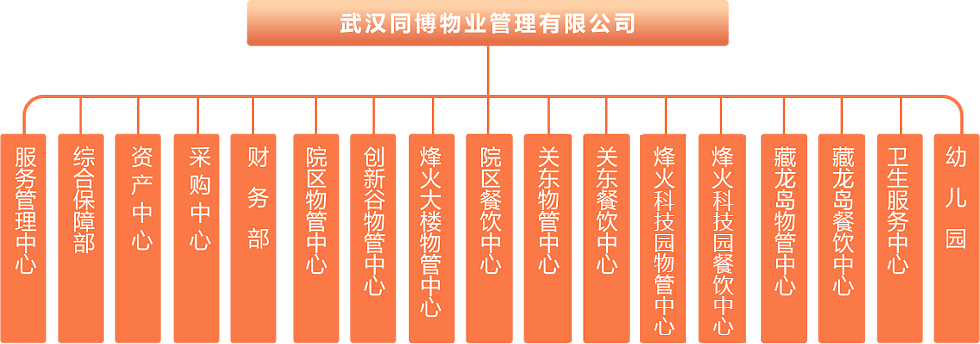 武汉同博物业管理有限公司
服务管理中心
综合保障部
资产中心
采购中心
财务部
院区物管中心
创新谷物管中心
烽火大楼物管中心
院区餐饮中心
关东物管中心
关东餐饮中心
烽火科技园物管中心
烽火科技园餐饮中心
藏龙岛物管中心
藏龙岛餐饮中心
卫生服务中心
幼儿园